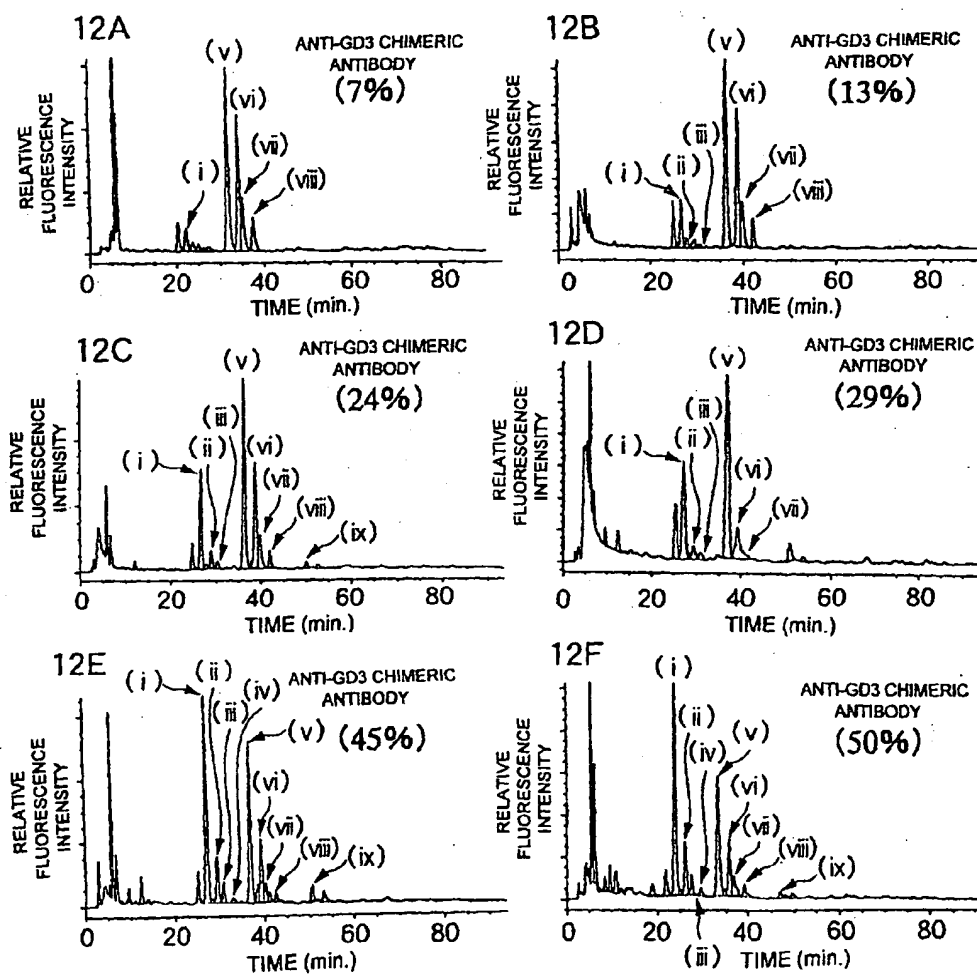 12A
ANTI-GD3 CHIMERIC
ANTIBODY
(7%)
(v)
(vi)
(vii)
(viii)
(i)
RELATIVE
FLUORESCENCE
INTENSITY
0 20 40 60 80
TIME (min.)
12B
ANTI-GD3 CHIMERIC
ANTIBODY
(13%)
(v)
(vi)
(iii)
(ii)
(i)
(vii)
(viii)
RELATIVE
FLUORESCENCE
INTENSITY
0 20 40 60 80
TIME (min.)
12C
ANTI-GD3 CHIMERIC
ANTIBODY
(24%)
(v)
(iii)
(ii)
(i)
(vi)
(vii)
(viii)
(ix)
RELATIVE
FLUORESCENCE
INTENSITY
0 20 40 60 80
TIME (min.)
12D
ANTI-GD3 CHIMERIC
ANTIBODY
(29%)
(v)
(iii)
(ii)
(i)
(vi)
(vii)
RELATIVE
FLUORESCENCE
INTENSITY
0 20 40 60 80
TIME (min.)
12E
ANTI-GD3 CHIMERIC
ANTIBODY
(45%)
(i)
(ii)
(iii)
(iv)
(v)
(vi)
(vii)
(viii)
(ix)
RELATIVE
FLUORESCENCE
INTENSITY
0 20 40 60 80
TIME (min.)
12F
ANTI-GD3 CHIMERIC
ANTIBODY
(50%)
(i)
(ii)
(iv)
(v)
(vi)
(vii)
(viii)
(ix)
RELATIVE
FLUORESCENCE
INTENSITY
0 20 40 60 80
(iii)
TIME (min.)